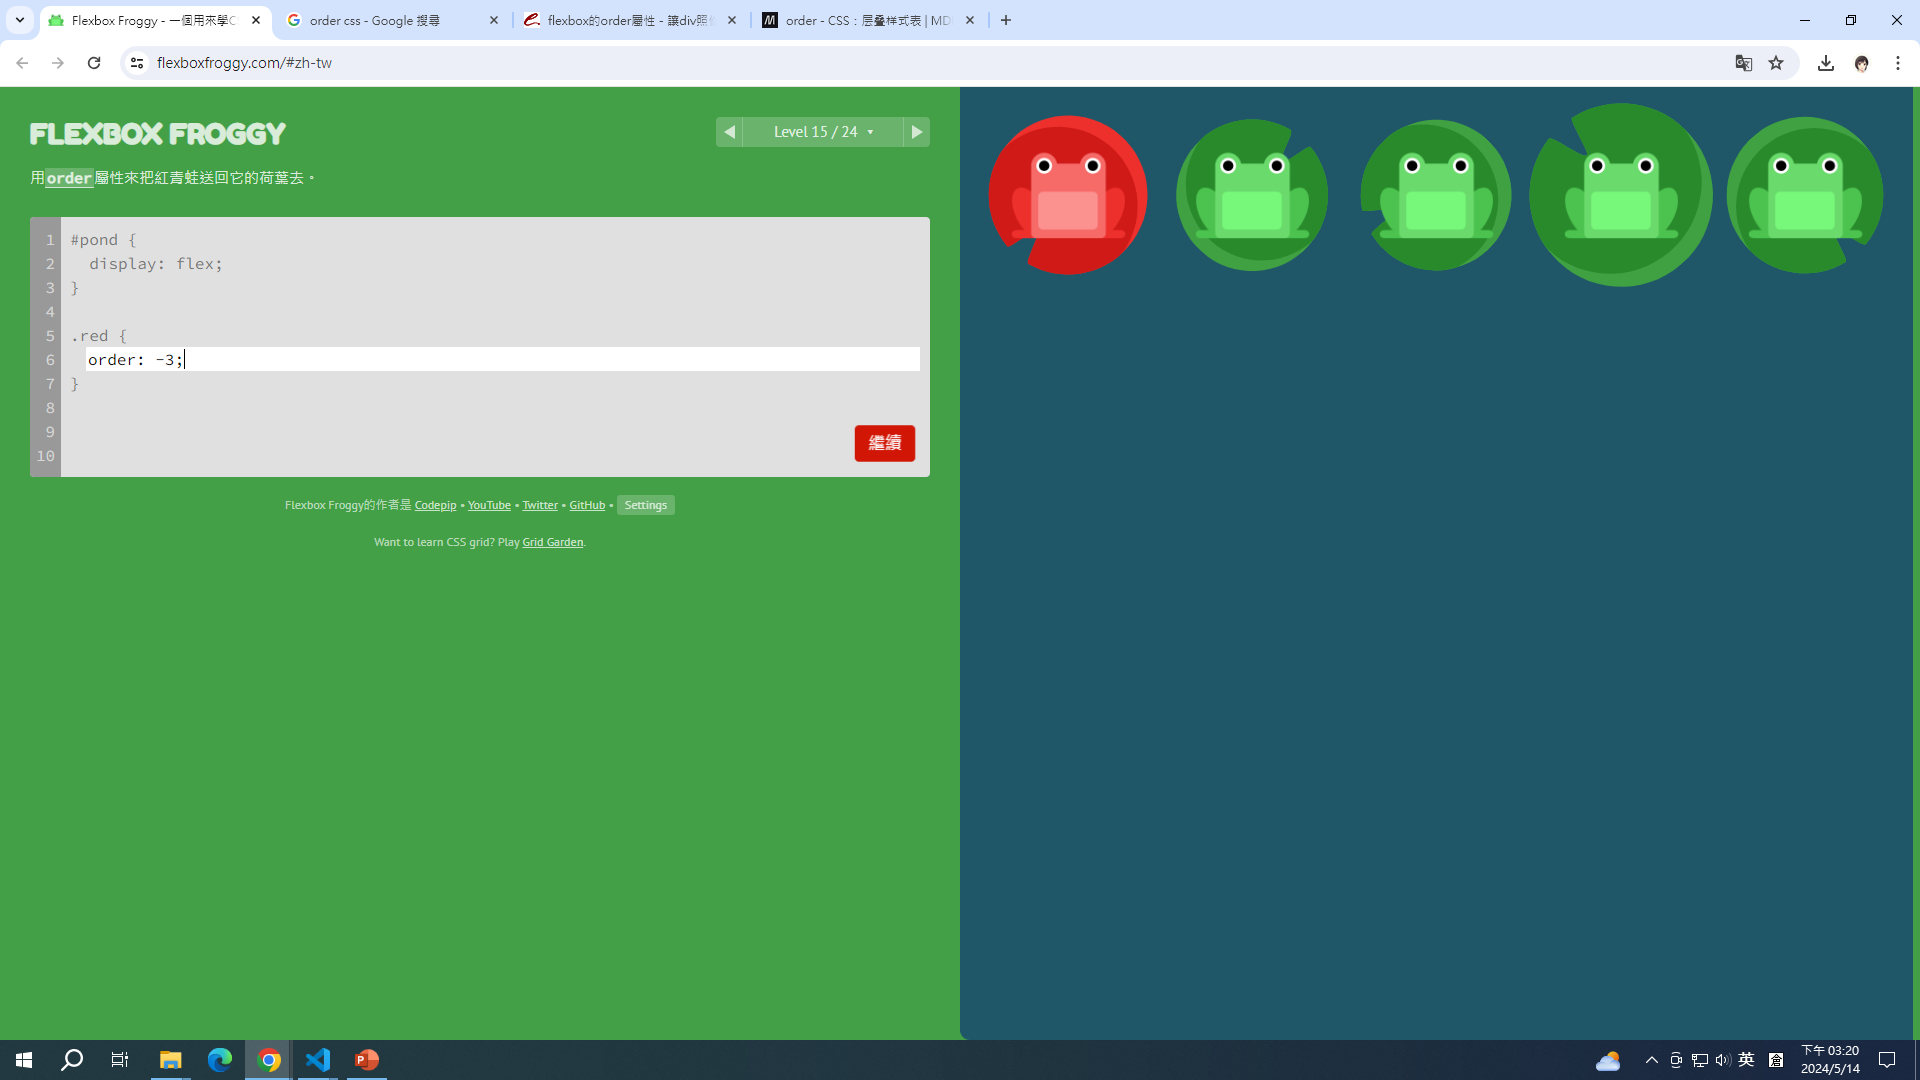 Flexbox Froggy - 一個用來學C
order css - Google 搜尋
flexbox的order屬性 - 讓div照
order - CSS：层叠样式表 | MD
flexboxfroggy.com/#zh-tw
FLEXBOX FROGGY
Level 15 / 24
用order屬性來把紅青蛙送回它的荷葉去。
1 #pond {
2 display: flex;
3 }
4
5 .red {
6 order: -3;
7 }
8
9
10
繼續
Flexbox Froggy的作者是 Codepip • YouTube • Twitter • GitHub • Settings
Want to learn CSS grid? Play Grid Garden.
英
下午 03:20
2024/5/14